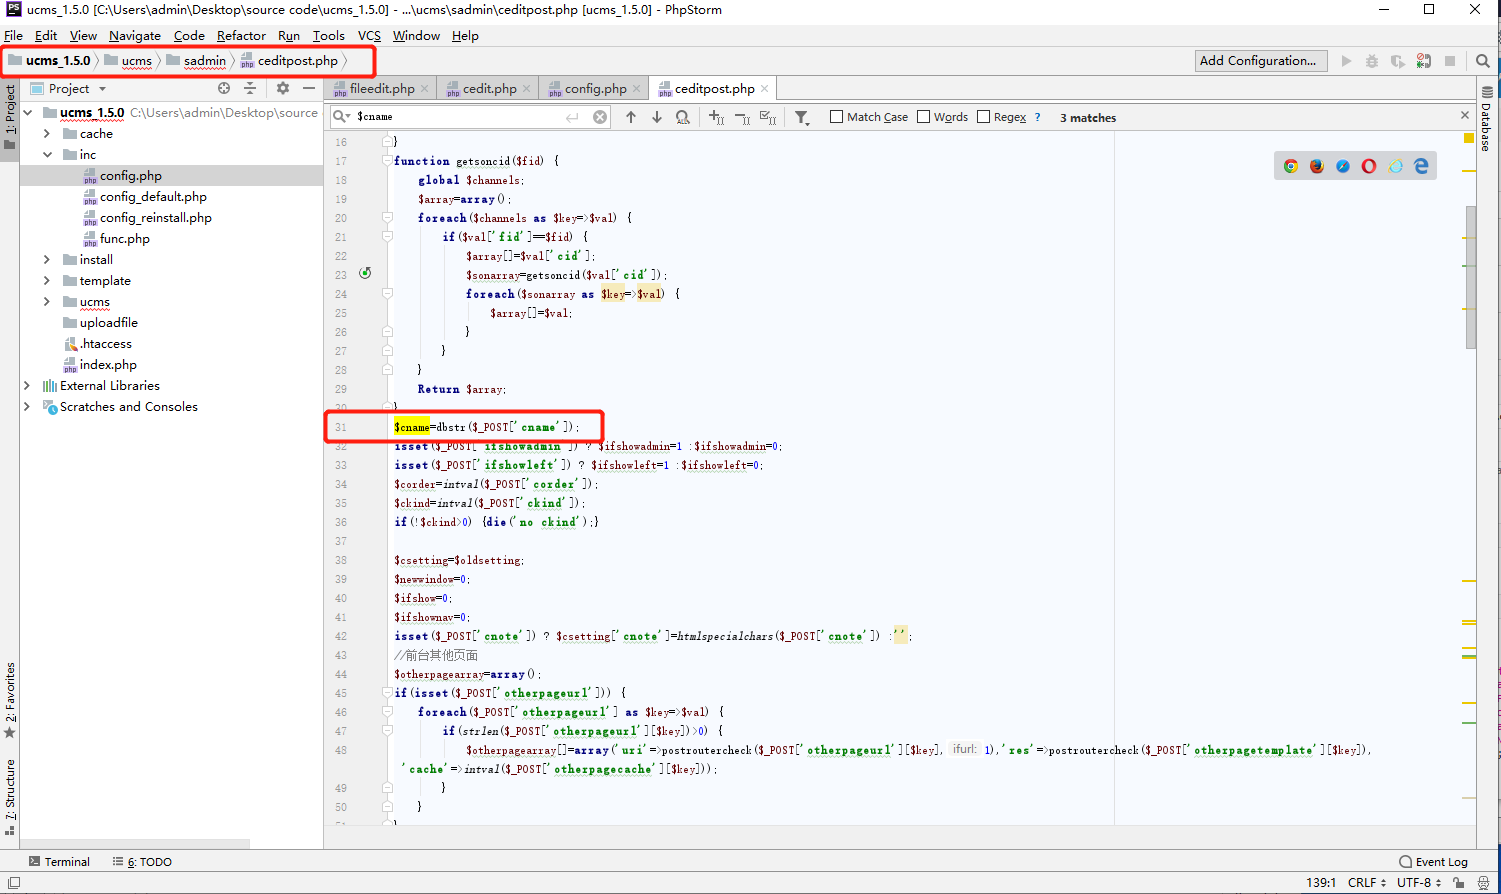 ucms_1.5.0 [C:\Users\admin\Desktop\source code\ucms_1.5.0] - ...\ucms\sadmin\ceditpost.php [ucms_1.5.0] - PhpStorm
File Edit View Navigate Code Refactor Run Tools VCS Window Help
ucms_1.5.0 ucms sadmin ceditpost.php Add Configuration...
Project fileedit.php cedit.php config.php ceditpost.php
$cname Match Case Words Regex ? 3 matches
1: Project
ucms_1.5.0 C:\Users\admin\Desktop\source
cache
inc
config.php
config_default.php
config_reinstall.php
func.php
install
template
ucms
uploadfile
.htaccess
index.php
External Libraries
Scratches and Consoles
2: Favorites
7: Structure
Database
16 }
17 function getsoncid($fid) {
18 global $channels;
19 $array=array();
20 foreach($channels as $key=>$val) {
21 if($val['fid']==$fid) {
22 $array[]=$val['cid'];
23 $sonarray=getsoncid($val['cid']);
24 foreach($sonarray as $key=>$val) {
25 $array[]=$val;
26 }
27 }
28 }
29 Return $array;
30 }
31 $cname=dbstr($_POST['cname']);
32 isset($_POST['ifshowadmin']) ? $ifshowadmin=1 :$ifshowadmin=0;
33 isset($_POST['ifshowleft']) ? $ifshowleft=1 :$ifshowleft=0;
34 $corder=intval($_POST['corder']);
35 $ckind=intval($_POST['ckind']);
36 if(!$ckind>0) {die('no ckind');}
37
38 $csetting=$oldsetting;
39 $newwindow=0;
40 $ifshow=0;
41 $ifshownav=0;
42 isset($_POST['cnote']) ? $csetting['cnote']=htmlspecialchars($_POST['cnote']) :'';
43 //前台其他页面
44 $otherpagearray=array();
45 if(isset($_POST['otherpageurl'])) {
46 foreach($_POST['otherpageurl'] as $key=>$val) {
47 if(strlen($_POST['otherpageurl'][$key])>0) {
48 $otherpagearray[]=array('uri'=>postroutercheck($_POST['otherpageurl'][$key], ifurl: 1),'res'=>postroutercheck($_POST['otherpagetemplate'][$key]),
'cache'=>intval($_POST['otherpagecache'][$key]));
49 }
50 }
Terminal 6: TODO Event Log
139:1 CRLF UTF-8